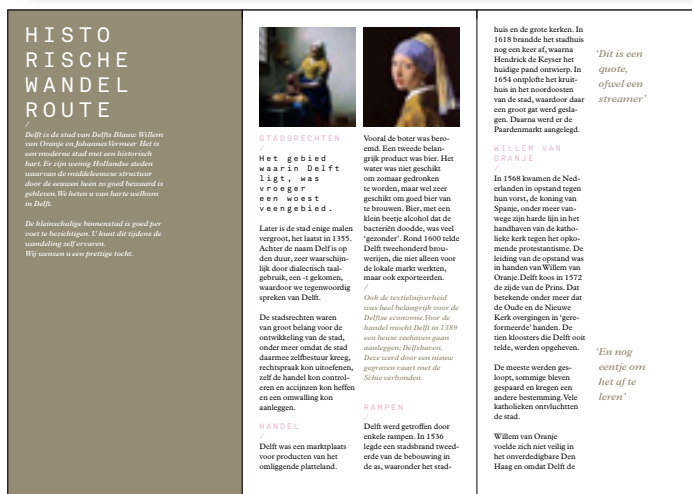 HISTO
RISCHE
WANDEL
ROUTE
/
Delft is de stad van Delfts Blauw Willem
van Oranje en Johannes Vermeer Het is
een moderne stad met een historisch
hart. Er zijn weinig Hollandse steden
waarvan de middeleeuwse structuur
door de eeuwen heen zo goed bewaard is
gebleven. We heten u van harte welkom
in Delft.
De kleinschalige binnenstad is goed per
voet te bezichtigen. U kunt dit tijdens de
wandeling zelf ervaren.
Wij wensen u een prettige tocht.
STADSRECHTEN
/
Het gebied
waarin Delft
ligt, was
vroeger
een woest
veengebied.
Later is de stad enige malen
vergroot, het laatst in 1355.
Achter de naam Delf is op
den duur, zeer waarschijn-
lijk door dialectisch taal-
gebruik, een -t gekomen,
waardoor we tegenwoordig
spreken van Delft.
De stadsrechten waren
van groot belang voor de
ontwikkeling van de stad,
onder meer omdat de stad
daarmee zelfbestuur kreeg,
rechtspraak kon uitoefenen,
zelf de handel kon control-
eren en accijnzen kon heffen
en een omwalling kon
aanleggen.
HANDEL
/
Delft was een marktplaats
voor producten van het
omliggende platteland.
Vooral de boter was bero-
emd. Een tweede belan-
grijk product was bier. Het
water was niet geschikt
om zomaar gedronken
te worden, maar wel zeer
geschikt om goed bier van
te brouwen. Bier, met een
klein beetje alcohol dat de
bacteriën doodde, was veel
'gezonder'. Rond 1600 telde
Delft tweehonderd brou-
werijen, die niet alleen voor
de lokale markt werkten,
maar ook exporteerden.
/
Ook de textielnijverheid
was heel belangrijk voor de
Delftse economie.Voor de
handel mocht Delft in 1389
een heuse zeehaven gaan
aanleggen; Delfshaven.
Deze werd door een nieuw
gegraven vaart met de
Schie verbonden.
RAMPEN
/
Delft werd getroffen door
enkele rampen. In 1536
legde een stadsbrand tweed-
erde van de bebouwing in
de as, waaronder het stad-
huis en de grote kerken. In
1618 brandde het stadhuis
nog een keer af, waarna
Hendrick de Keyser het
huidige pand ontwierp. In
1654 ontplofte het kruit-
huis in het noordoosten
van de stad, waardoor daar
een groot gat werd gesla-
gen. Daarna werd er de
Paardenmarkt aangelegd.
WILLEM VAN
ORANJE
/
In 1568 kwamen de Ned-
erlanden in opstand tegen
hun vorst, de koning van
Spanje, onder meer van-
wege zijn harde lijn in het
handhaven van de katho-
lieke kerk tegen het opko-
mende protestantisme. De
leiding van de opstand was
in handen van Willem van
Oranje.Delft koos in 1572
de zijde van de Prins. Dat
betekende onder meer dat
de Oude en de Nieuwe
Kerk overgingen in 'gere-
formeerde' handen. De
tien kloosters die Delft ooit
telde, werden opgeheven.
De meeste werden ges-
loopt, sommige bleven
gespaard en kregen een
andere bestemming. Vele
katholieken ontvluchtten
de stad.
Willem van Oranje
voelde zich niet veilig in
het onverdedigbare Den
Haag en omdat Delft de
'Dit is een
quote,
ofwel een
streamer'
'En nog
eentje om
het af te
leren'